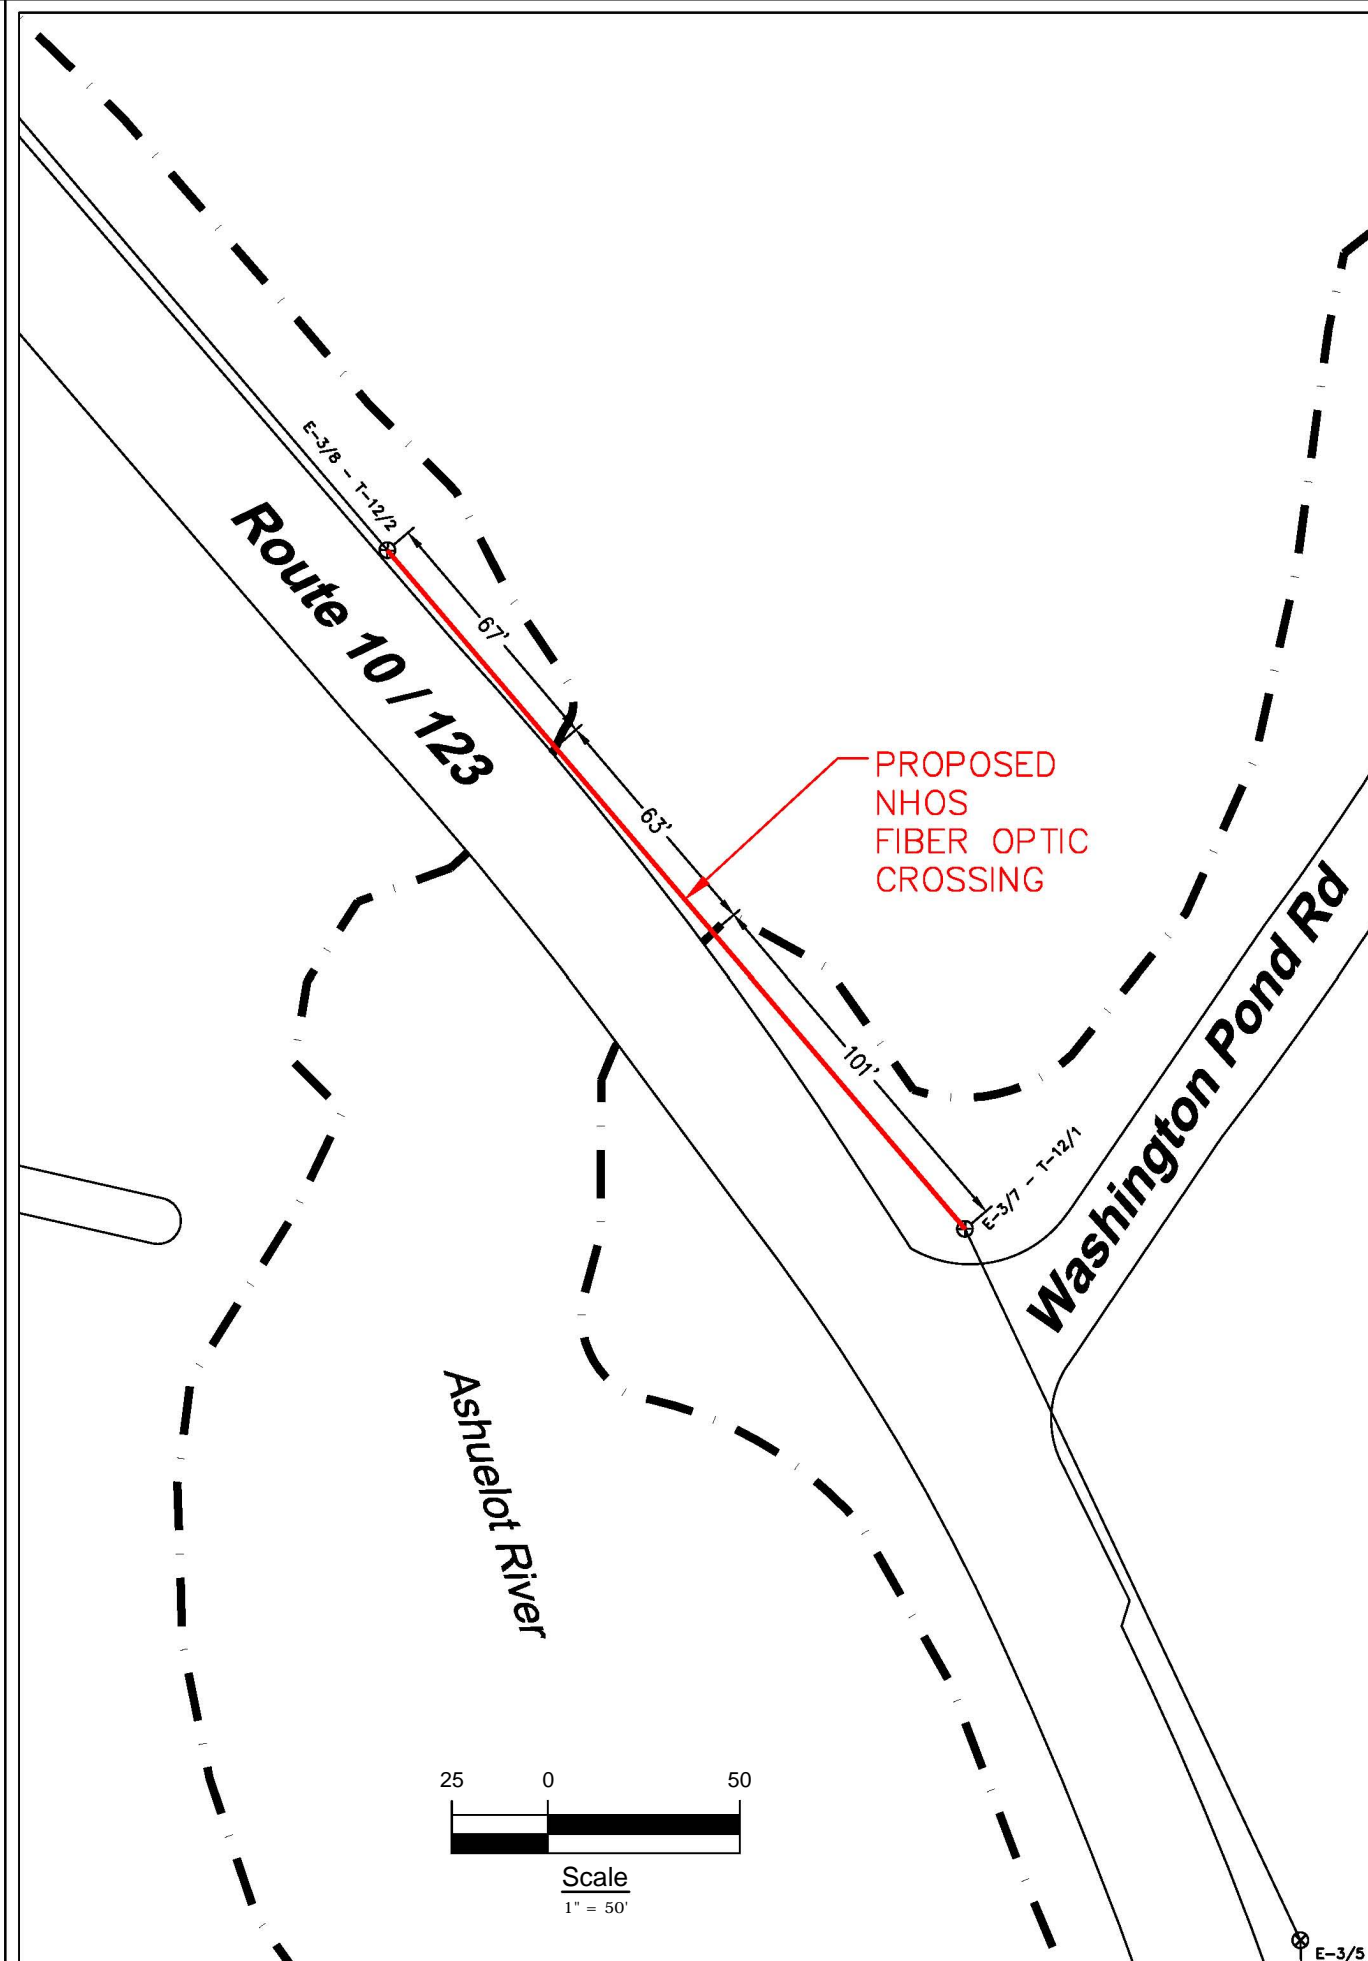 E-3/8 - T-12/2
Route 10 / 123
67'
63'
PROPOSED
NHOS
FIBER OPTIC
CROSSING
101'
E-3/7 - T-12/1
Washington Pond Rd
Ashuelot River
25 0 50
Scale
1" = 50'
E-3/5